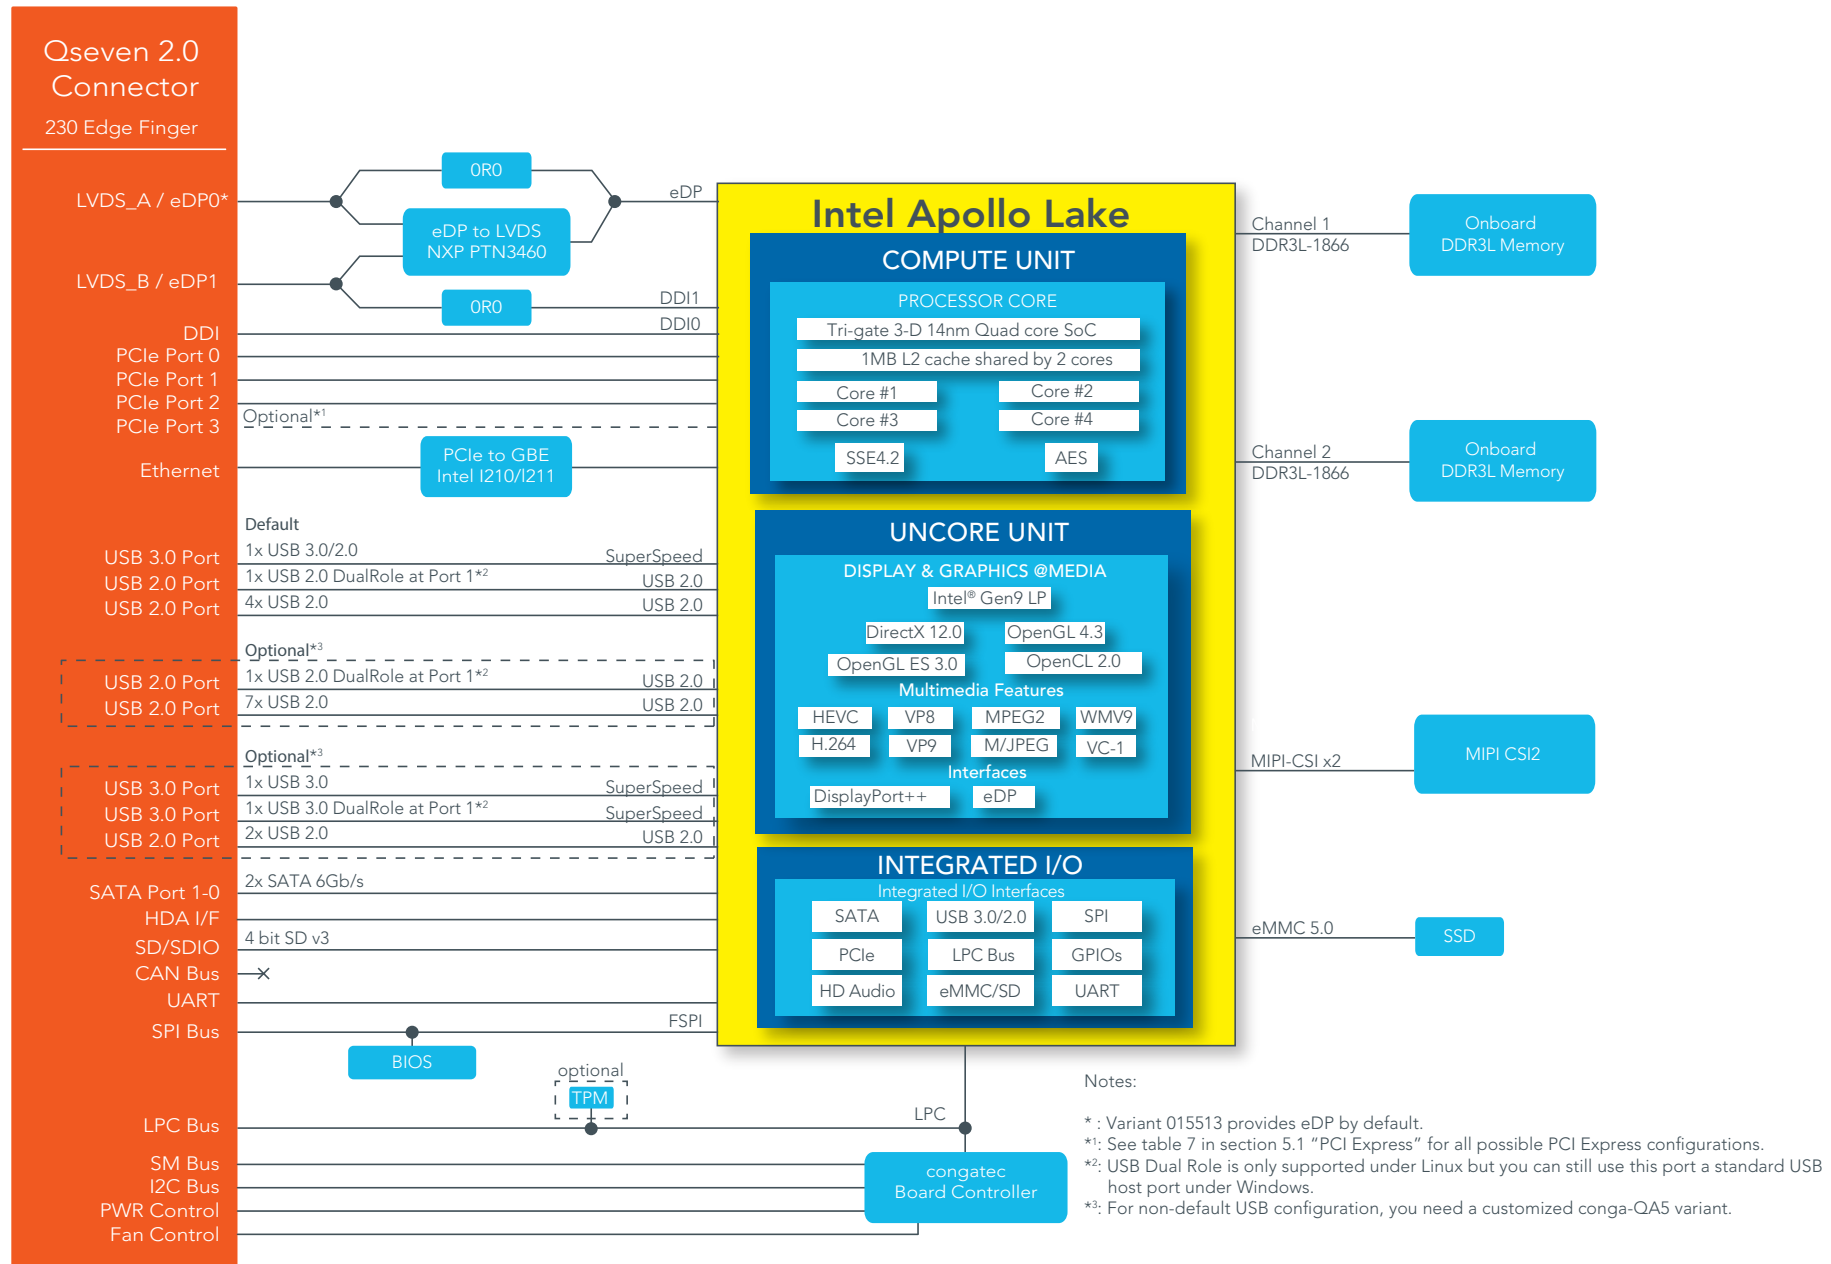 Qseven 2.0
Connector
230 Edge Finger
LVDS_A / eDP0*
LVDS_B / eDP1
DDI
PCIe Port 0
PCIe Port 1
PCIe Port 2
PCIe Port 3
Ethernet
USB 3.0 Port
USB 2.0 Port
USB 2.0 Port
USB 2.0 Port
USB 2.0 Port
USB 3.0 Port
USB 3.0 Port
USB 2.0 Port
SATA Port 1-0
HDA I/F
SD/SDIO
CAN Bus
UART
SPI Bus
LPC Bus
SM Bus
I2C Bus
PWR Control
Fan Control
0R0
eDP to LVDS
NXP PTN3460
0R0
eDP
DDI1
DDI0
Optional*1
PCIe to GBE
Intel I210/I211
Default
1x USB 3.0/2.0
SuperSpeed
1x USB 2.0 DualRole at Port 1*2
USB 2.0
4x USB 2.0
USB 2.0
Optional*3
1x USB 2.0 DualRole at Port 1*2
USB 2.0
7x USB 2.0
USB 2.0
Optional*3
1x USB 3.0
SuperSpeed
1x USB 3.0 DualRole at Port 1*2
SuperSpeed
2x USB 2.0
USB 2.0
2x SATA 6Gb/s
4 bit SD v3
FSPI
BIOS
optional
TPM
LPC
congatec
Board Controller
Intel Apollo Lake
COMPUTE UNIT
PROCESSOR CORE
Tri-gate 3-D 14nm Quad core SoC
1MB L2 cache shared by 2 cores
Core #1
Core #2
Core #3
Core #4
SSE4.2
AES
UNCORE UNIT
DISPLAY & GRAPHICS @MEDIA
Intel® Gen9 LP
DirectX 12.0
OpenGL 4.3
OpenGL ES 3.0
OpenCL 2.0
Multimedia Features
HEVC
VP8
MPEG2
WMV9
H.264
VP9
M/JPEG
VC-1
Interfaces
DisplayPort++
eDP
INTEGRATED I/O
Integrated I/O Interfaces
SATA
USB 3.0/2.0
SPI
PCIe
LPC Bus
GPIOs
HD Audio
eMMC/SD
UART
Channel 1
DDR3L-1866
Onboard
DDR3L Memory
Channel 2
DDR3L-1866
Onboard
DDR3L Memory
MIPI-CSI x2
MIPI CSI2
eMMC 5.0
SSD
Notes:
* : Variant 015513 provides eDP by default.
*1: See table 7 in section 5.1 “PCI Express” for all possible PCI Express configurations.
*2: USB Dual Role is only supported under Linux but you can still use this port a standard USB
host port under Windows.
*3: For non-default USB configuration, you need a customized conga-QA5 variant.